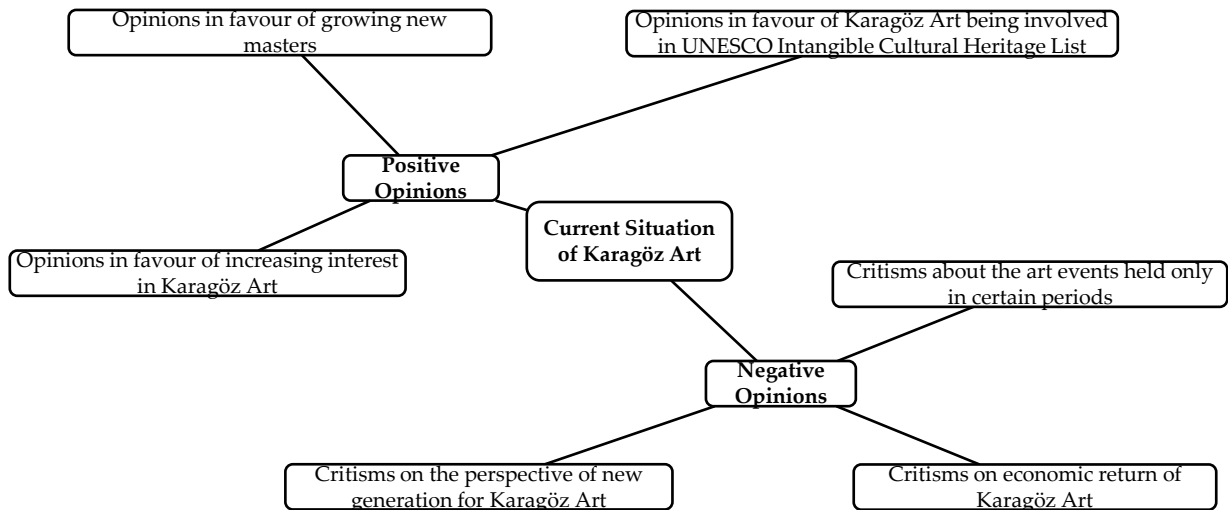 Opinions in favour of growing new
masters
Opinions in favour of Karagöz Art being involved
in UNESCO Intangible Cultural Heritage List
Positive
Opinions
Current Situation
of Karagöz Art
Opinions in favour of increasing interest
in Karagöz Art
Critisms about the art events held only
in certain periods
Negative
Opinions
Critisms on the perspective of new
generation for Karagöz Art
Critisms on economic return of
Karagöz Art